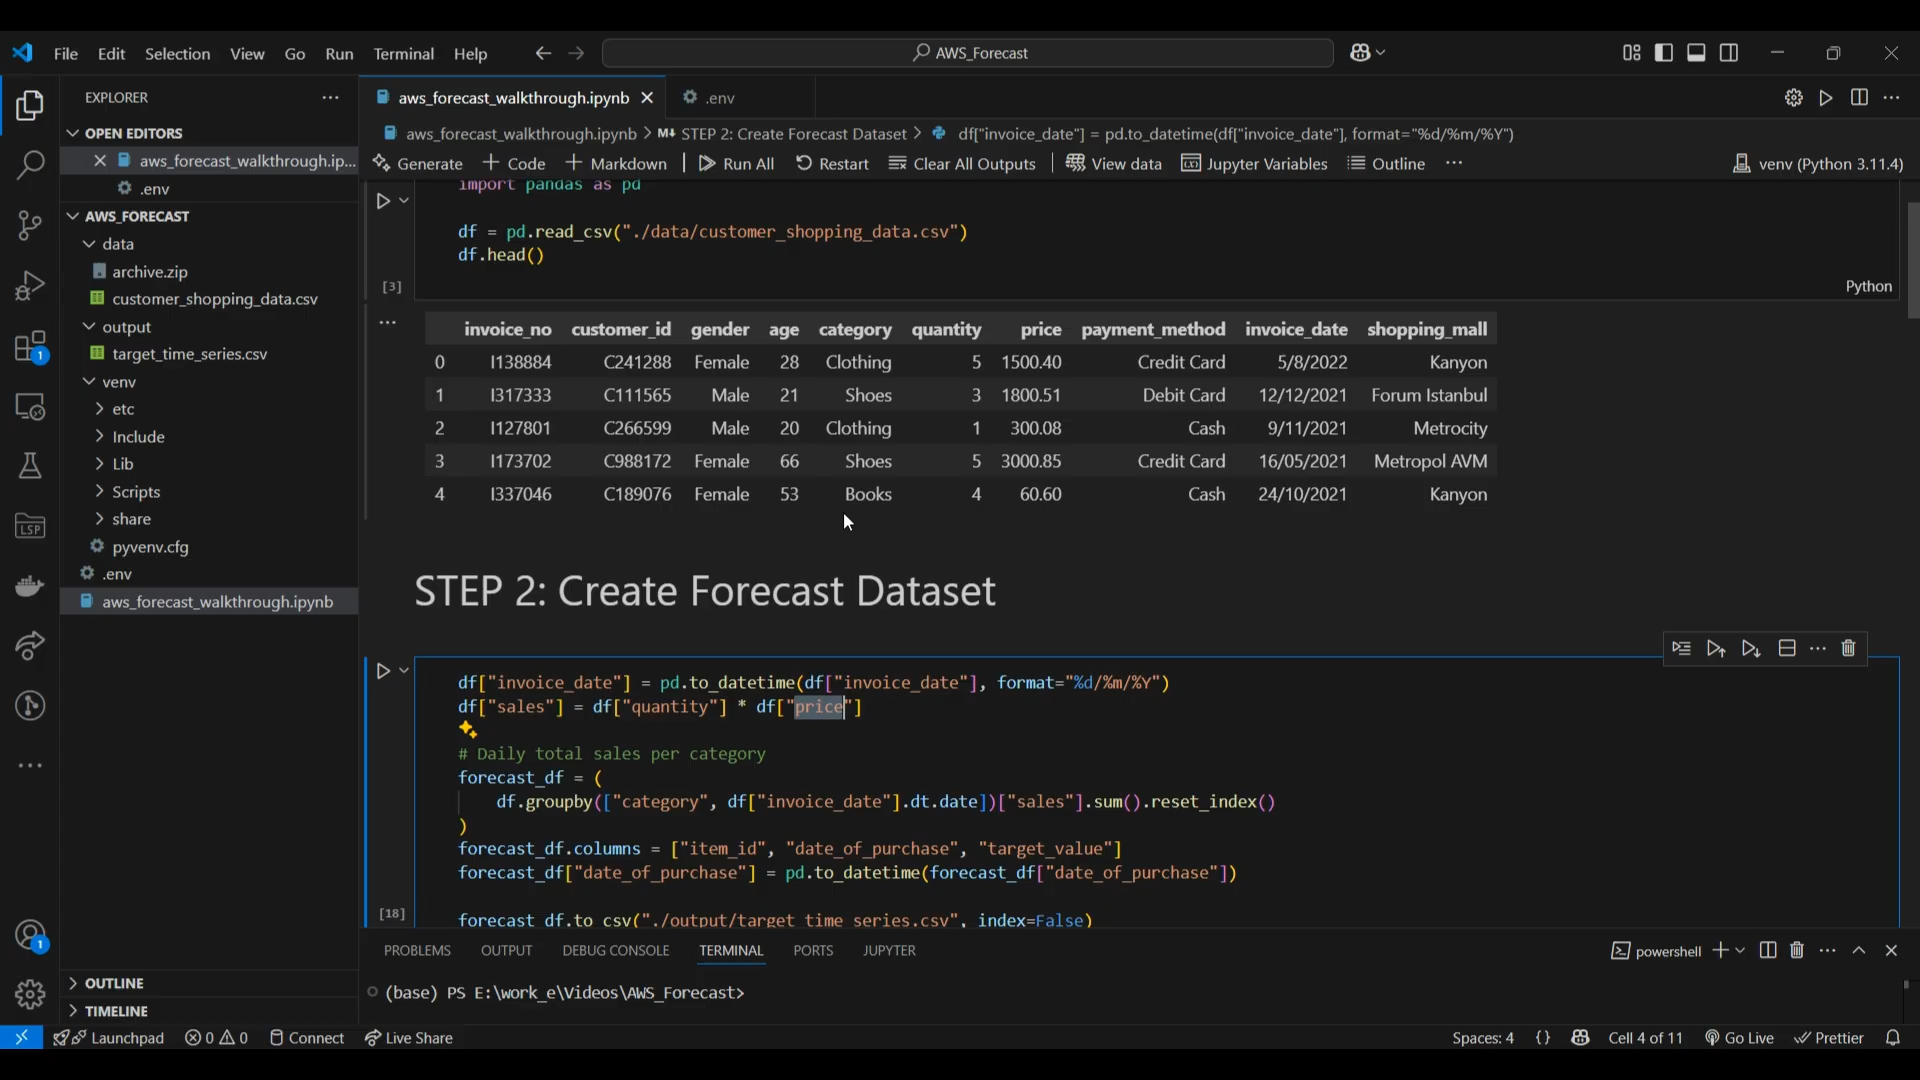 File Edit Selection View Go Run Terminal Help
AWS_Forecast
EXPLORER
OPEN EDITORS
aws_forecast_walkthrough.ip...
.env
AWS_FORECAST
data
archive.zip
customer_shopping_data.csv
output
target_time_series.csv
venv
etc
Include
Lib
Scripts
share
pyvenv.cfg
.env
aws_forecast_walkthrough.ipynb
OUTLINE
TIMELINE
aws_forecast_walkthrough.ipynb .env
aws_forecast_walkthrough.ipynb > M↓ STEP 2: Create Forecast Dataset > df["invoice_date"] = pd.to_datetime(df["invoice_date"], format="%d/%m/%Y")
Generate + Code + Markdown | Run All Restart Clear All Outputs | View data Jupyter Variables Outline ... venv (Python 3.11.4)
import pandas as pd
df = pd.read_csv("./data/customer_shopping_data.csv")
df.head()
[3] Python
invoice_no customer_id gender age category quantity price payment_method invoice_date shopping_mall
0 I138884 C241288 Female 28 Clothing 5 1500.40 Credit Card 5/8/2022 Kanyon
1 I317333 C111565 Male 21 Shoes 3 1800.51 Debit Card 12/12/2021 Forum Istanbul
2 I127801 C266599 Male 20 Clothing 1 300.08 Cash 9/11/2021 Metrocity
3 I173702 C988172 Female 66 Shoes 5 3000.85 Credit Card 16/05/2021 Metropol AVM
4 I337046 C189076 Female 53 Books 4 60.60 Cash 24/10/2021 Kanyon
STEP 2: Create Forecast Dataset
df["invoice_date"] = pd.to_datetime(df["invoice_date"], format="%d/%m/%Y")
df["sales"] = df["quantity"] * df["price"]
# Daily total sales per category
forecast_df = (
df.groupby(["category", df["invoice_date"].dt.date])["sales"].sum().reset_index()
)
forecast_df.columns = ["item_id", "date_of_purchase", "target_value"]
forecast_df["date_of_purchase"] = pd.to_datetime(forecast_df["date_of_purchase"])
[18]
forecast_df.to_csv("./output/target_time_series.csv", index=False)
PROBLEMS OUTPUT DEBUG CONSOLE TERMINAL PORTS JUPYTER powershell
(base) PS E:\work_e\Videos\AWS_Forecast>
Launchpad 0 0 Connect Live Share Spaces: 4 {} Cell 4 of 11 Go Live Prettier
1
1
LSP